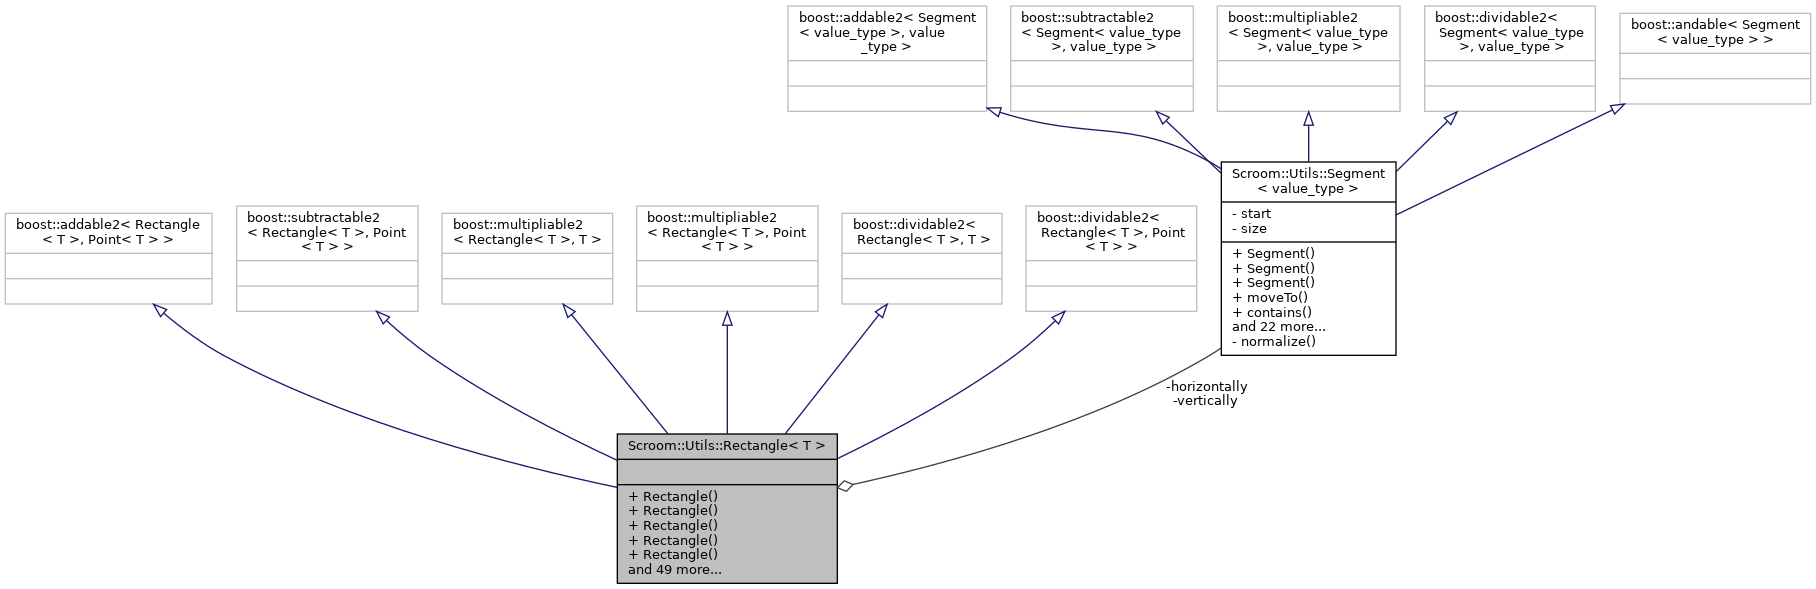 boost::addable2< Segment
< value_type >, value
_type >
boost::subtractable2
< Segment< value_type
>, value_type >
boost::multipliable2
< Segment< value_type
>, value_type >
boost::dividable2<
Segment< value_type
>, value_type >
boost::andable< Segment
< value_type > >
Scroom::Utils::Segment
< value_type >
- start
- size
+ Segment()
+ Segment()
+ Segment()
+ moveTo()
+ contains()
and 22 more...
- normalize()
boost::addable2< Rectangle
< T >, Point< T > >
boost::subtractable2
< Rectangle< T >, Point
< T > >
boost::multipliable2
< Rectangle< T >, T >
boost::multipliable2
< Rectangle< T >, Point
< T > >
boost::dividable2<
Rectangle< T >, T >
boost::dividable2<
Rectangle< T >, Point
< T > >
-horizontally
-vertically
Scroom::Utils::Rectangle< T >
+ Rectangle()
+ Rectangle()
+ Rectangle()
+ Rectangle()
+ Rectangle()
and 49 more...